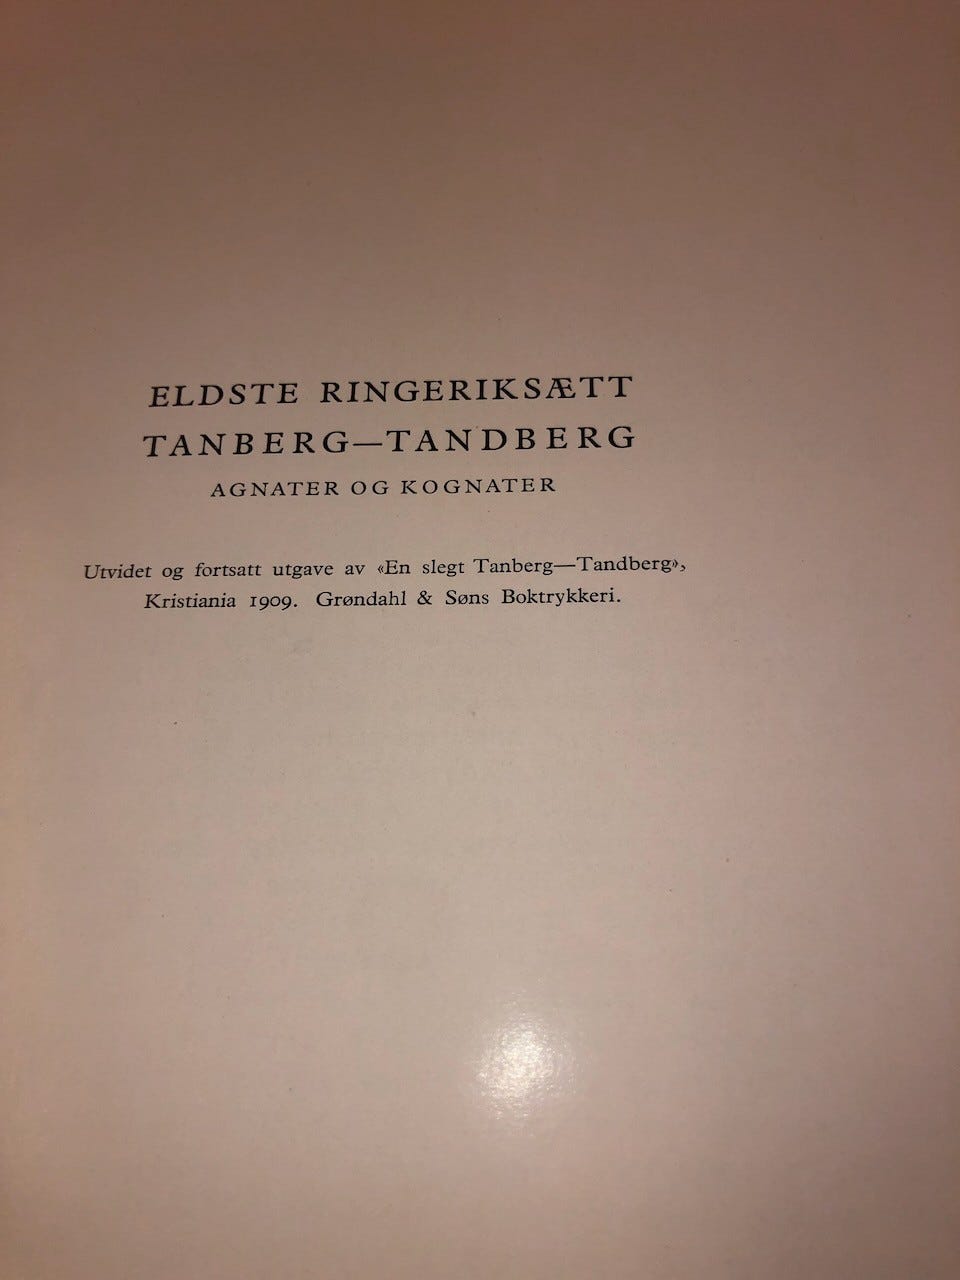 ELDSTE RINGERIKSÆTT
TANBERG—TANDBERG
AGNATER OG KOGNATER
Utvidet og fortsatt utgave av «En slegt Tanberg—Tandberg»,
Kristiania 1909. Grøndahl & Søns Boktrykkeri.